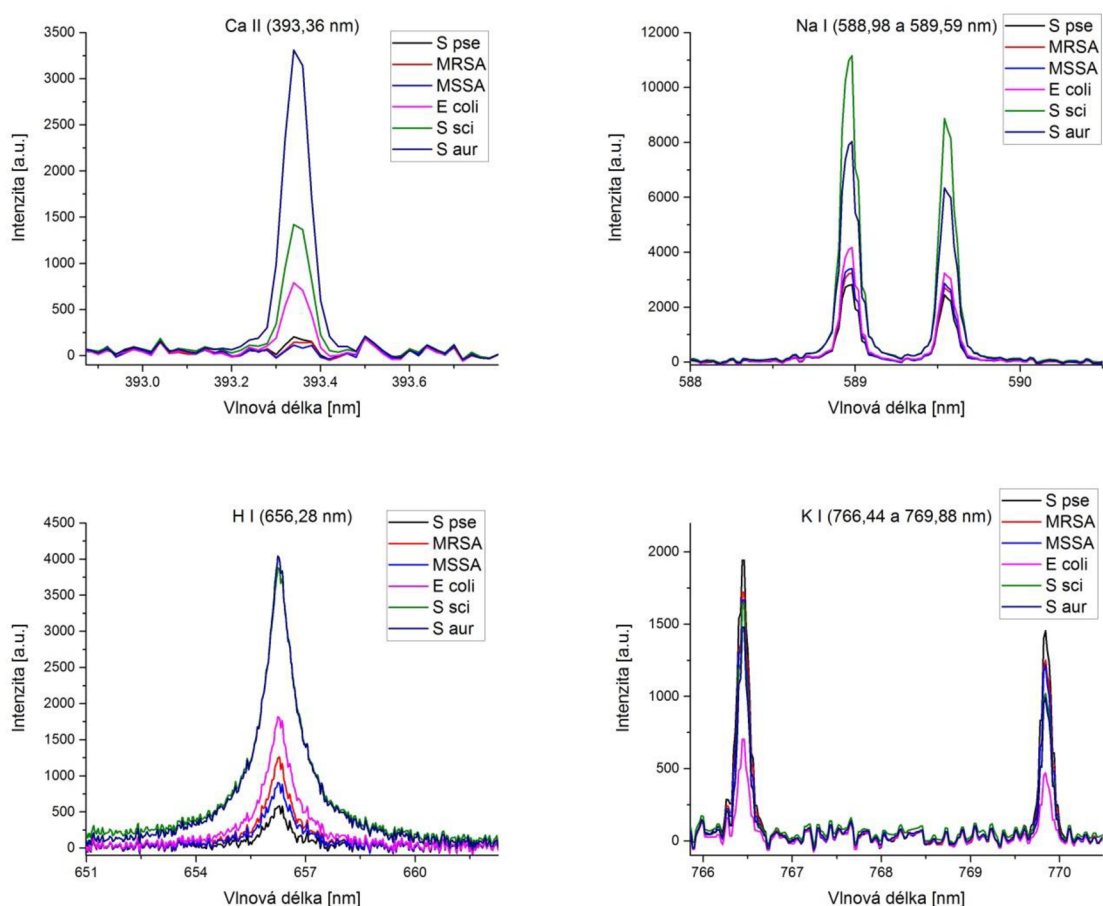 Ca II (393,36 nm)
S pse
MRSA
MSSA
E coli
S sci
S aur
3500
3000
2500
2000
1500
1000
500
0
Intenzita [a.u.]
393.0
393.2
393.4
393.6
Vlnová délka [nm]
Na I (588,98 a 589,59 nm)
S pse
MRSA
MSSA
E coli
S sci
S aur
12000
10000
8000
6000
4000
2000
0
Intenzita [a.u.]
588
589
590
Vlnová délka [nm]
H I (656,28 nm)
S pse
MRSA
MSSA
E coli
S sci
S aur
4500
4000
3500
3000
2500
2000
1500
1000
500
0
Intenzita [a.u.]
651
654
657
660
Vlnová délka [nm]
K I (766,44 a 769,88 nm)
S pse
MRSA
MSSA
E coli
S sci
S aur
2000
1500
1000
500
0
Intenzita [a.u.]
766
767
768
769
770
Vlnová délka [nm]